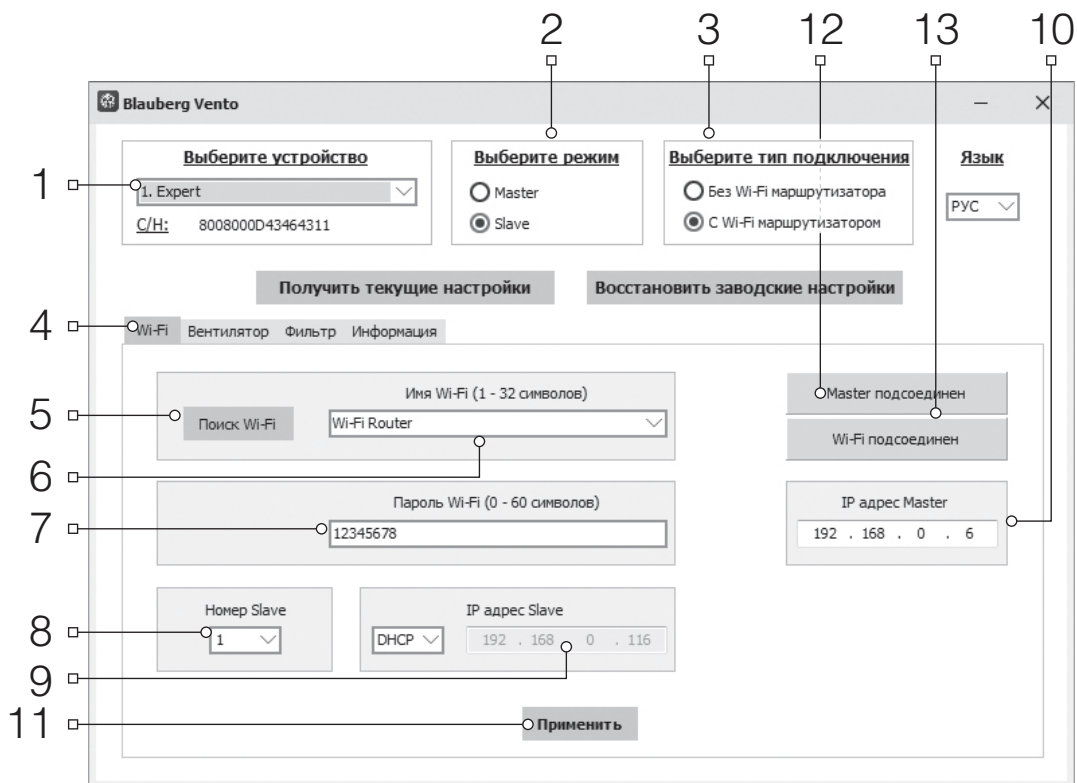 2 3 12 13 10
Blauberg Vento
Выберите устройство Выберите режим Выберите тип подключения Язык
1 1. Expert Master Без Wi-Fi маршрутизатора РУС
С/Н: 8008000D43464311 Slave С Wi-Fi маршрутизатором
Получить текущие настройки Восстановить заводские настройки
4 Wi-Fi Вентилятор Фильтр Информация
Имя Wi-Fi (1 - 32 символов) Master подсоединен
5 Поиск Wi-Fi Wi-Fi Router Wi-Fi подсоединен
6
Пароль Wi-Fi (0 - 60 символов) IP адрес Master
7 12345678 192 . 168 . 0 . 6
Номер Slave IP адрес Slave
8 1 DHCP 192 . 168 . 0 . 116
9
11 Применить